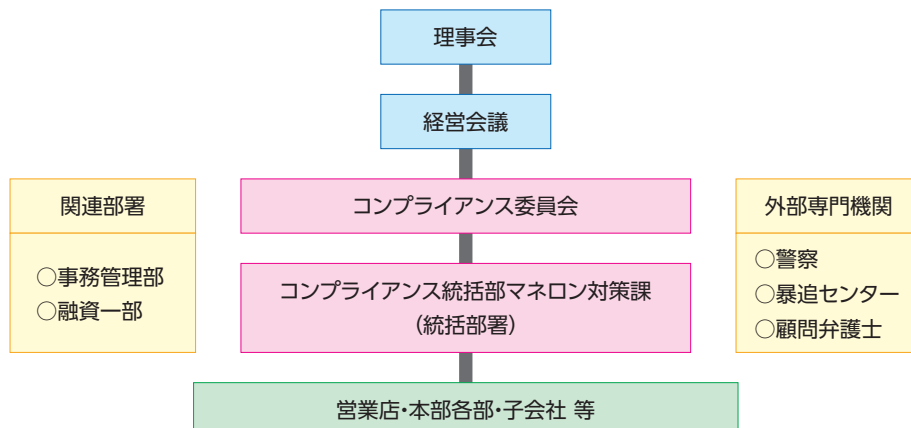 理事会
経営会議
関連部署
○事務管理部
○融資一部
コンプライアンス委員会
コンプライアンス統括部マネロン対策課
(統括部署)
外部専門機関
○警察
○暴追センター
○顧問弁護士
営業店・本部各部・子会社 等